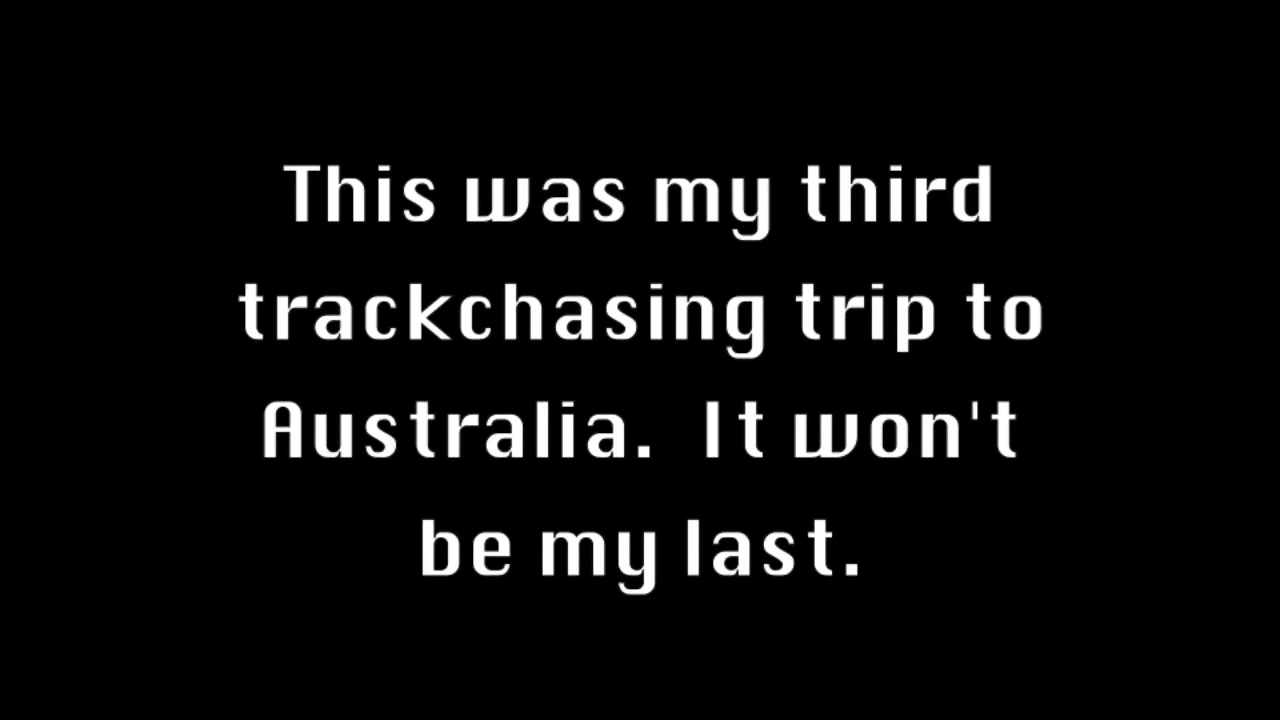 This was my third
trackchasing trip to
Australia.  It won't
be my last.